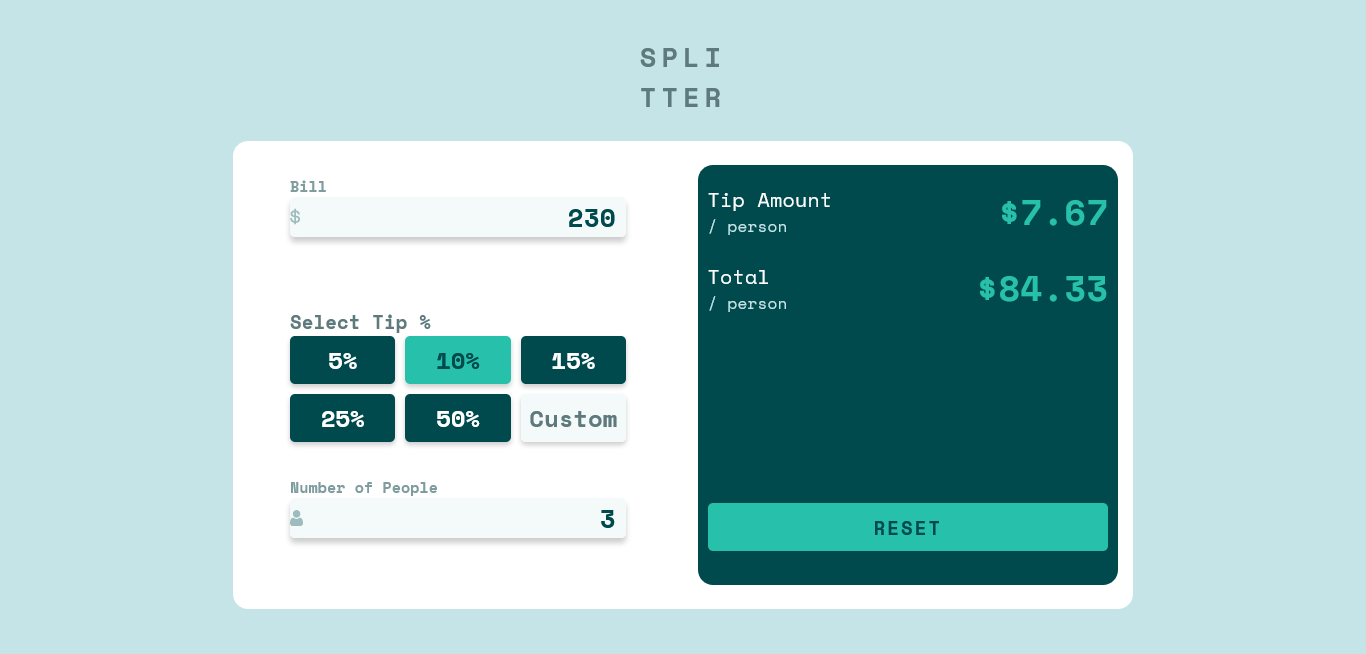 SPLI
TTER
Bill
$ 230
Select Tip %
5% 10% 15%
25% 50% Custom
Number of People
3
Tip Amount
/ person
$7.67
Total
/ person
$84.33
RESET